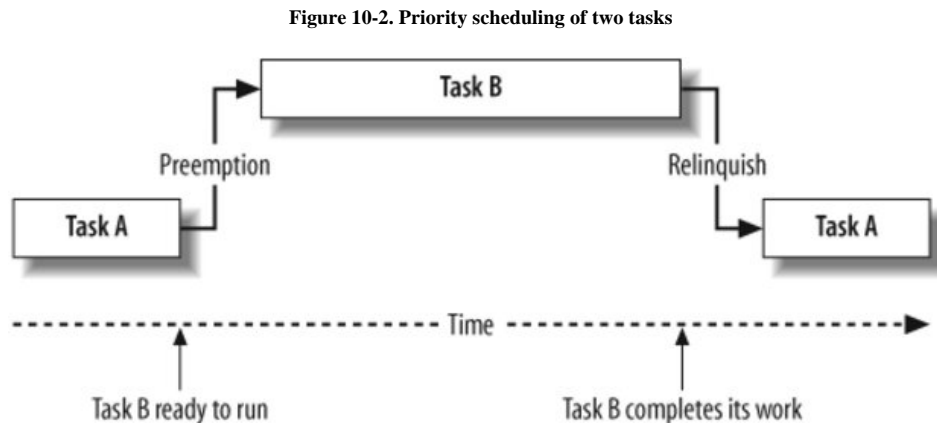 Figure 10-2. Priority scheduling of two tasks
Task B
Preemption
Relinquish
Task A
Task A
Time
Task B ready to run
Task B completes its work